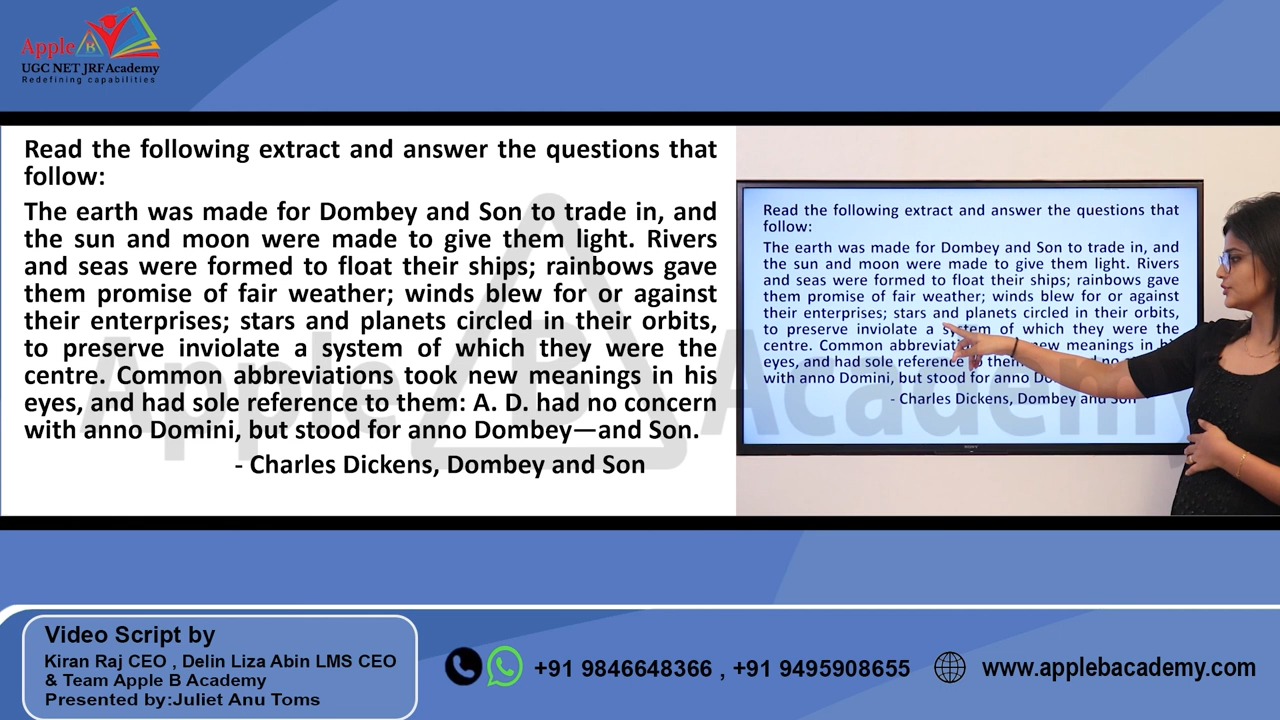 Apple B
UGC NET JRF Academy
Redefining capabilities
Read the following extract and answer the questions that
follow:
The earth was made for Dombey and Son to trade in, and
the sun and moon were made to give them light. Rivers
and seas were formed to float their ships; rainbows gave
them promise of fair weather; winds blew for or against
their enterprises; stars and planets circled in their orbits,
to preserve inviolate a system of which they were the
centre. Common abbreviations took new meanings in his
eyes, and had sole reference to them: A. D. had no concern
with anno Domini, but stood for anno Dombey—and Son.
- Charles Dickens, Dombey and Son
Apple B Academy
Read the following extract and answer the questions that
follow:
The earth was made for Dombey and Son to trade in, and
the sun and moon were made to give them light. Rivers
and seas were formed to float their ships; rainbows gave
them promise of fair weather; winds blew for or against
their enterprises; stars and planets circled in their orbits,
to preserve inviolate a system of which they were the
centre. Common new meanings in
eyes, and had sole reference to no
with anno Domini, but stood for anno
- Charles Dickens, Dombey and Son
SONY
Video Script by
Kiran Raj CEO , Delin Liza Abin LMS CEO
& Team Apple B Academy
Presented by:Juliet Anu Toms
+91 9846648366 , +91 9495908655
www.applebacademy.com